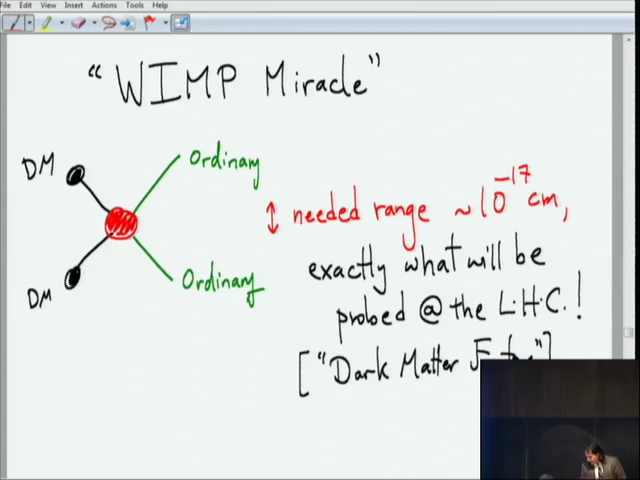 File Edit View Insert Actions Tools Help
"WIMP Miracle"
DM
Ordinary
needed range ~10⁻¹⁷ cm,
exactly what will be
Ordinary
DM
probed @ the L.H.C.!
["Dark Matter